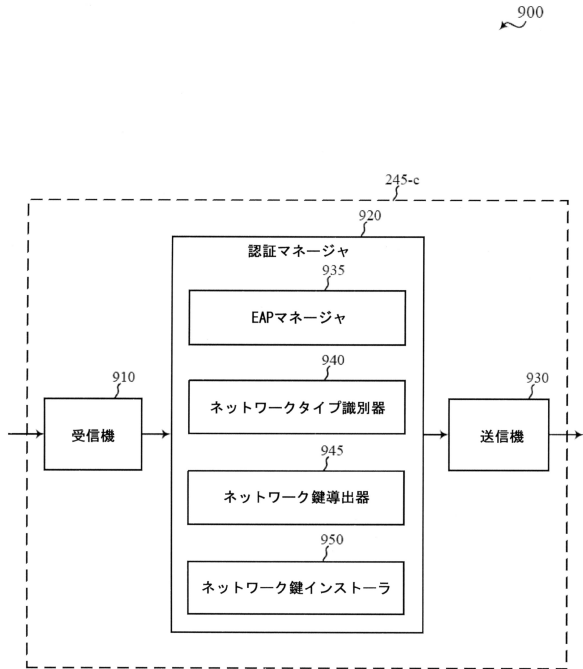 900
245-c
920
認証マネージャ
935
EAPマネージャ
940
ネットワークタイプ識別器
945
ネットワーク鍵導出器
950
ネットワーク鍵インストーラ
910
受信機
930
送信機